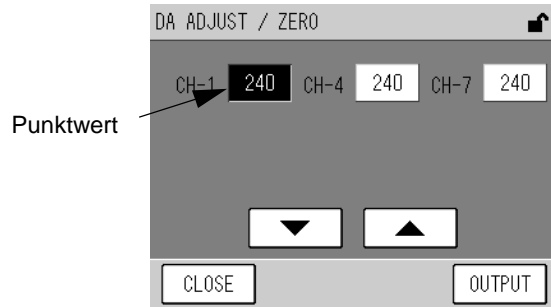 DA ADJUST / ZERO
CH-1 240 CH-4 240 CH-7 240
Punktwert
CLOSE OUTPUT